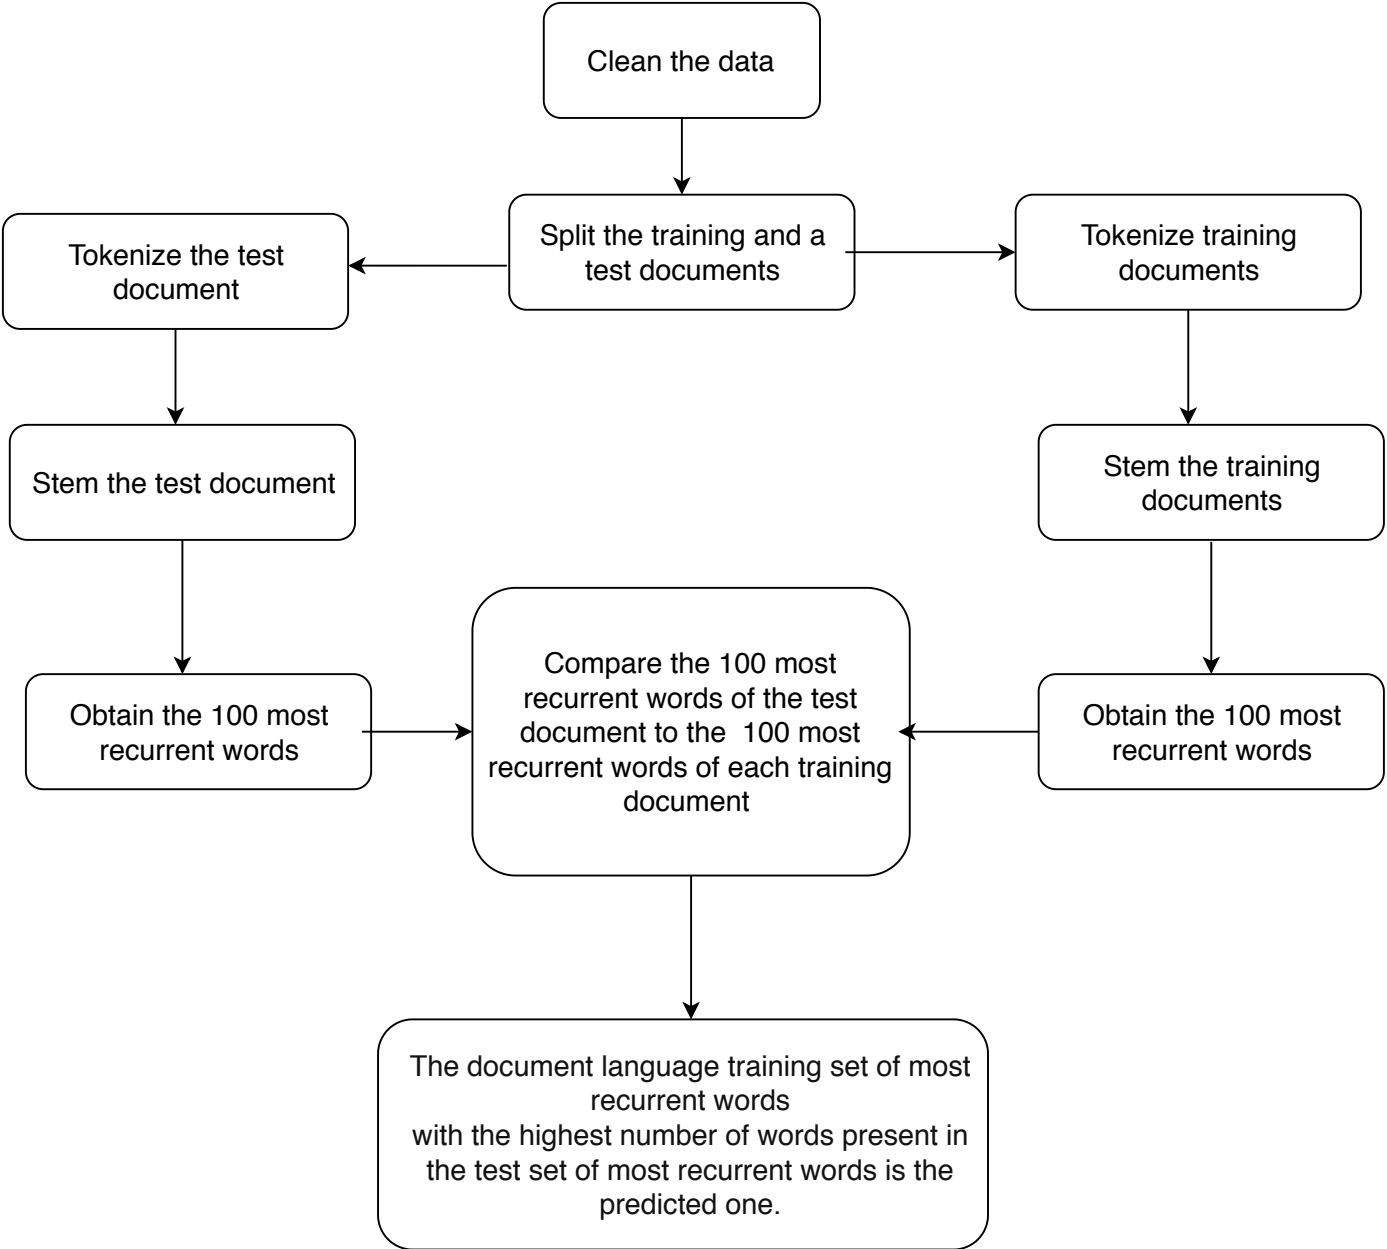 Clean the data
Split the training and a
test documents
Tokenize the test
document
Tokenize training
documents
Stem the test document
Stem the training
documents
Obtain the 100 most
recurrent words
Compare the 100 most
recurrent words of the test
document to the  100 most
recurrent words of each training
document
Obtain the 100 most
recurrent words
The document language training set of most
recurrent words
with the highest number of words present in
the test set of most recurrent words is the
predicted one.